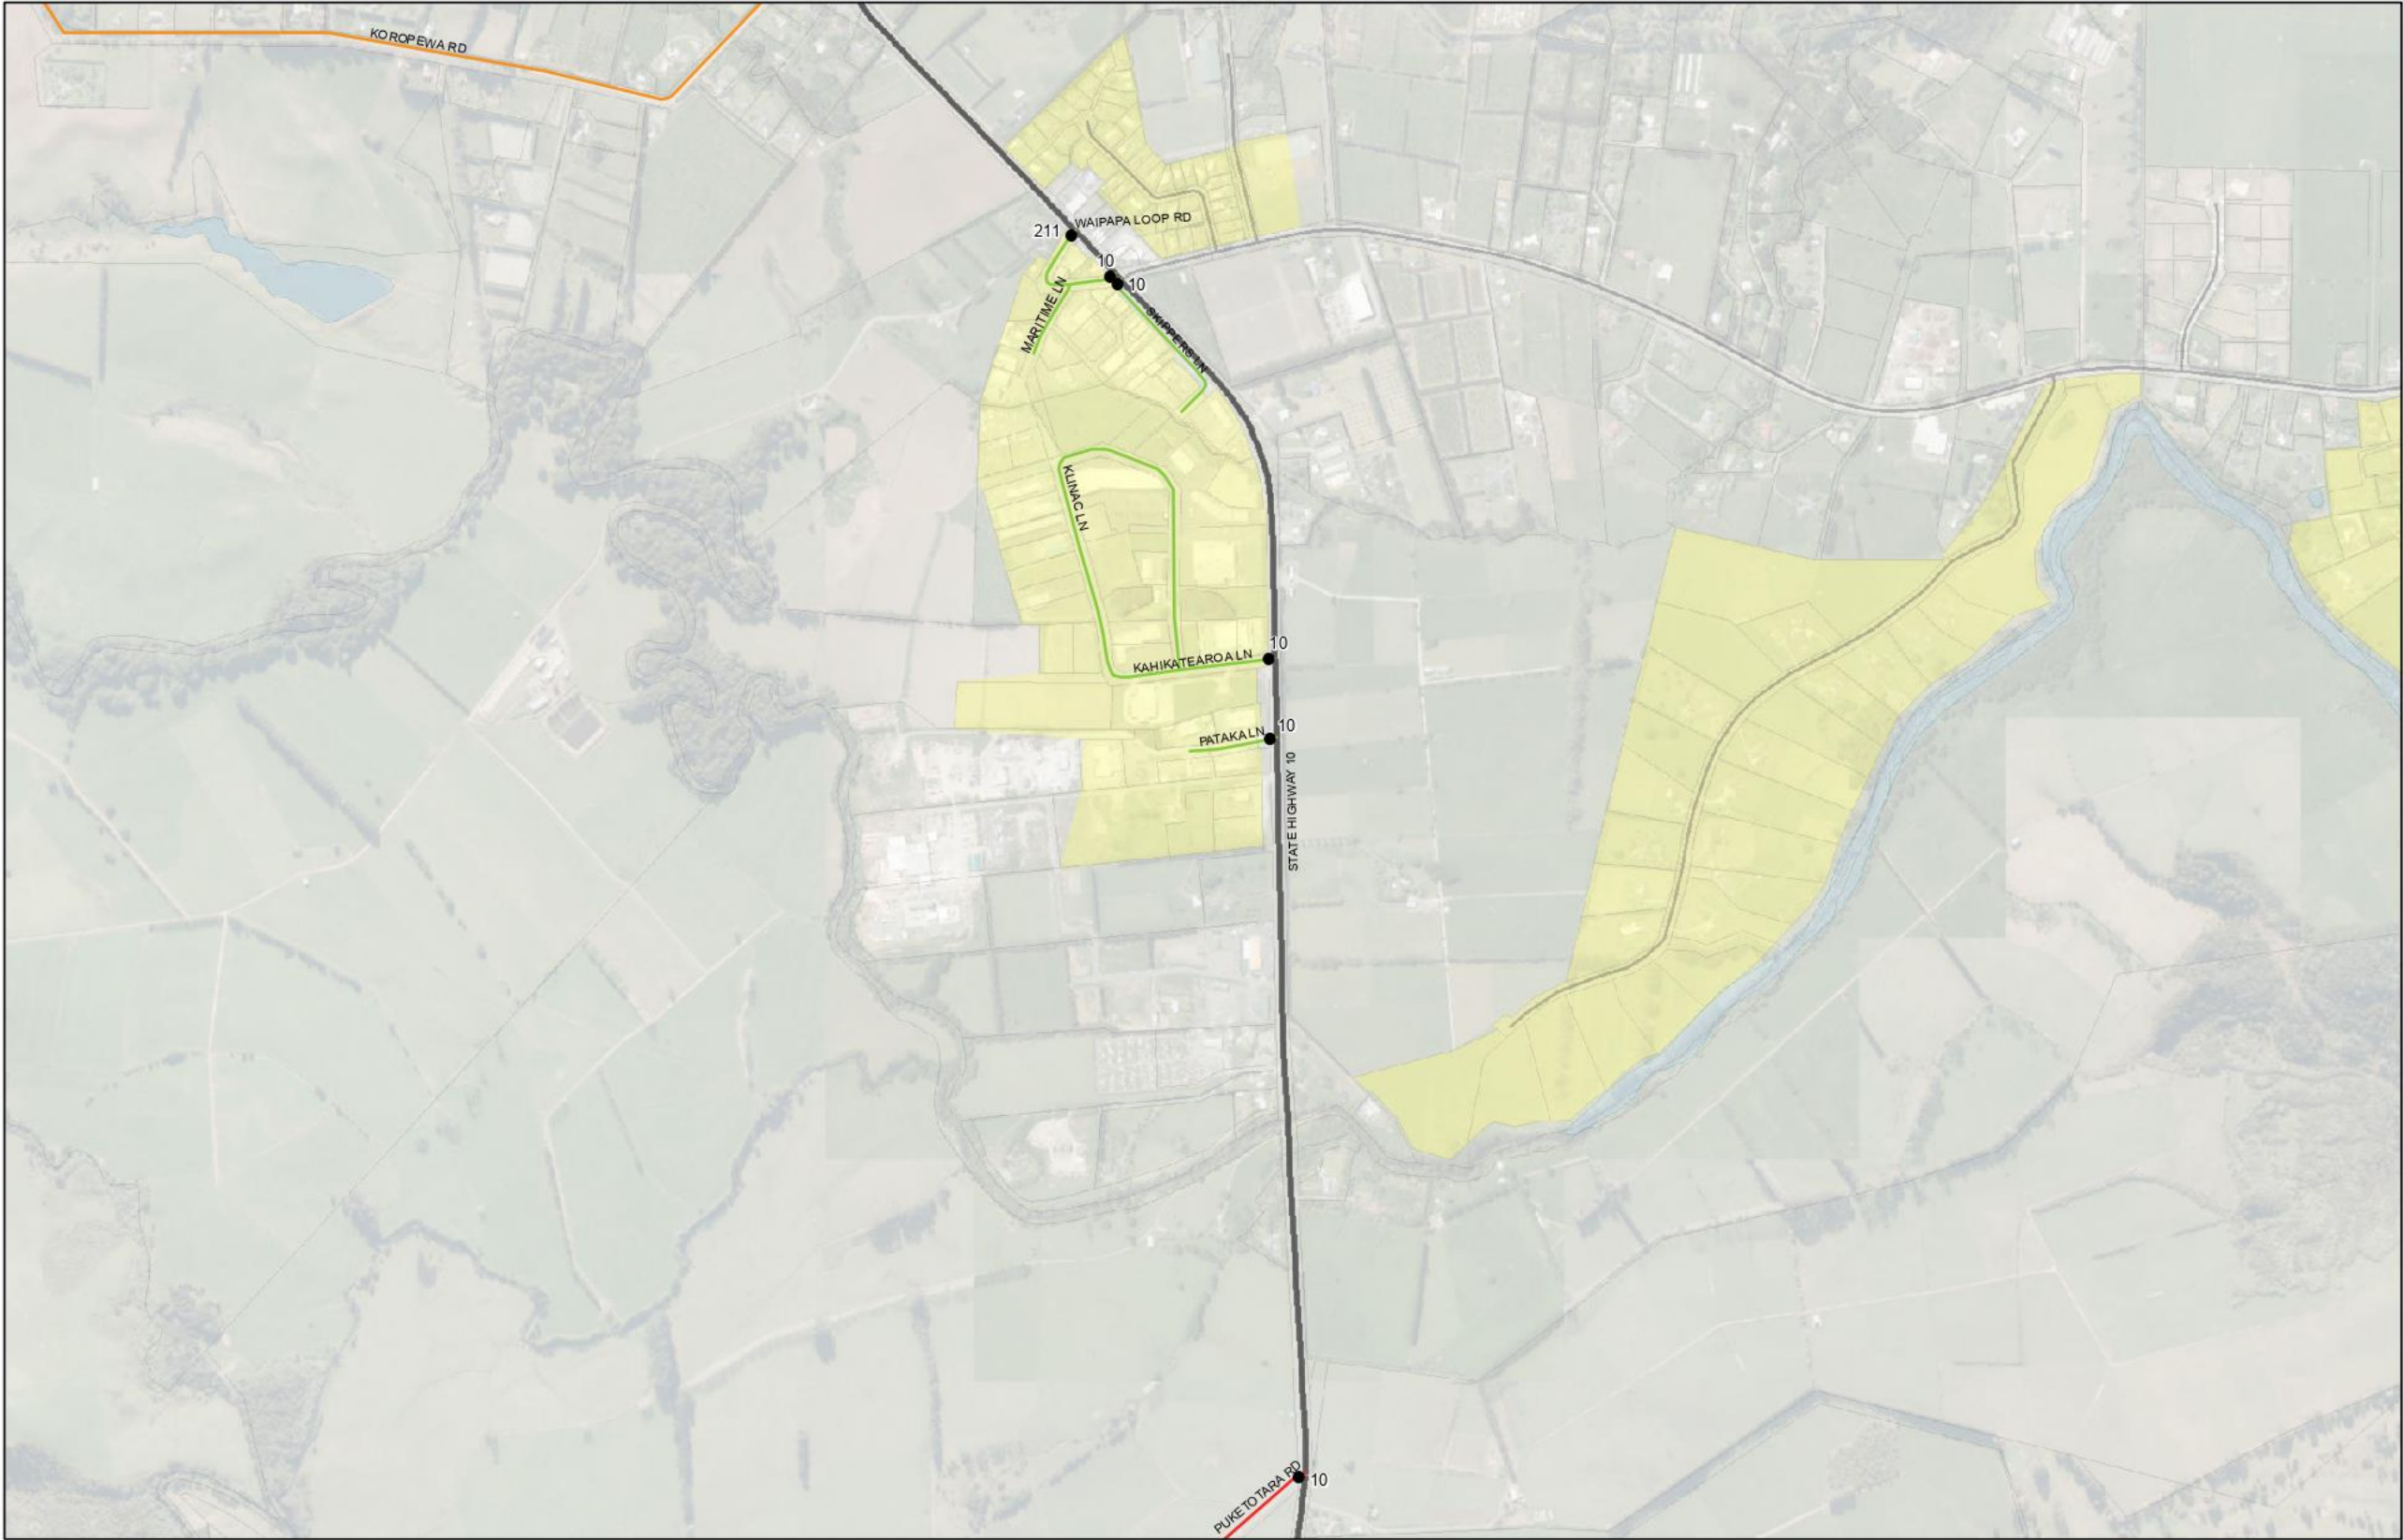 KOROPEWA RD
WAIPAPA LOOP RD
211
10
10
MARITIME LN
SKIPPERS LN
KLINAC LN
10
KAHIKATEAROA LN
10
PATAKA LN
STATE HIGHWAY 10
PUKETOTARA RD
10